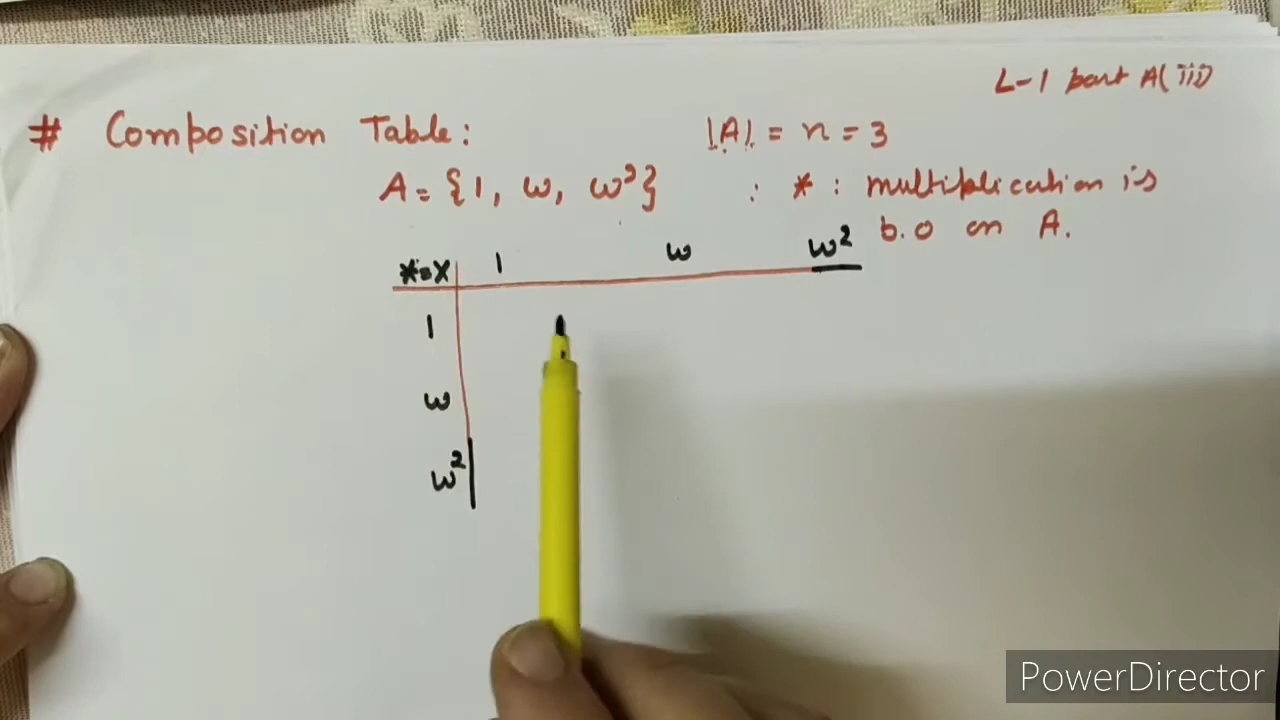 L-1 part A(iii)
# Composition Table: |A| = n = 3
A = {1, ω, ω²} : * : multiplication is
b.o on A.
*=x 1 ω ω²
1
ω
ω²
PowerDirector